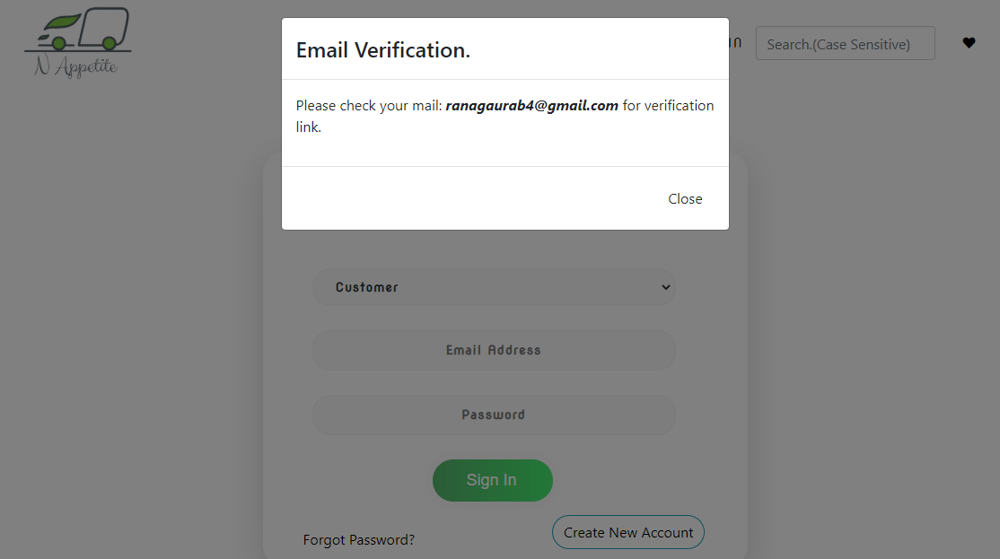 N Appetite
Search.(Case Sensitive)
Email Verification.
Please check your mail: ranagaurab4@gmail.com for verification
link.
Close
Customer
Email Address
Password
Sign In
Forgot Password?
Create New Account